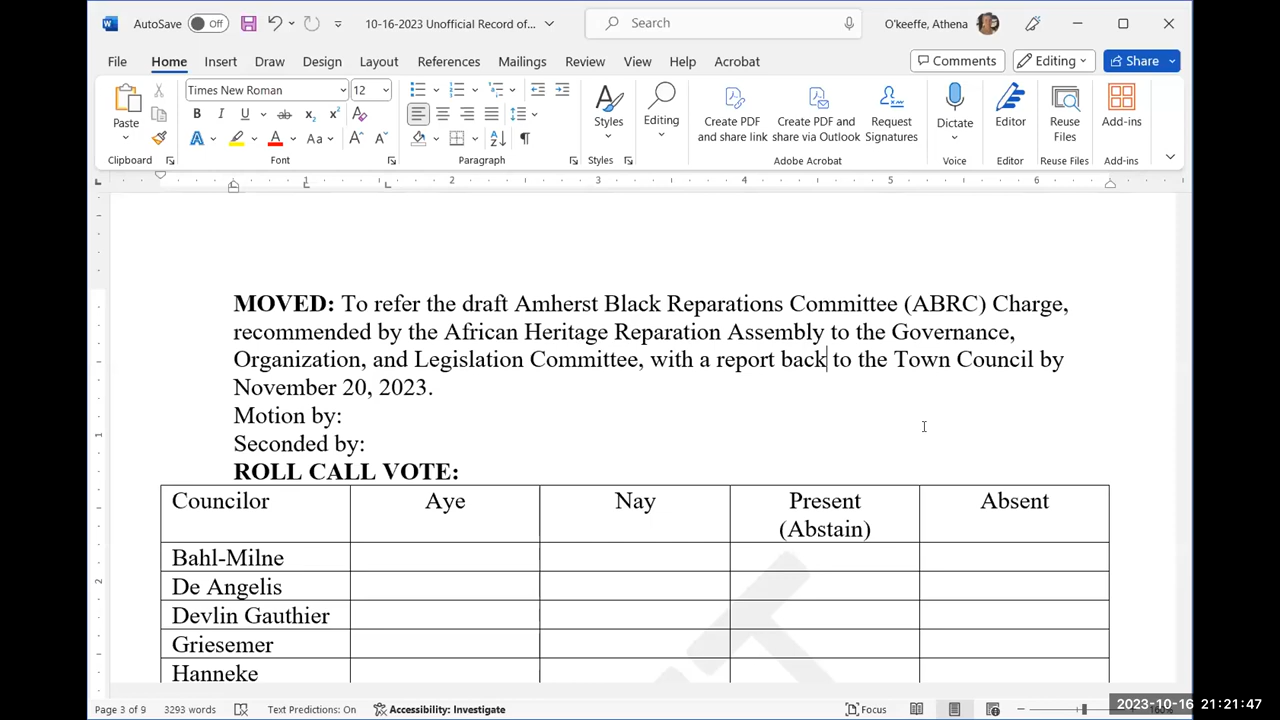 AutoSave Off 10-16-2023 Unofficial Record of... Search O'keeffe, Athena
File Home Insert Draw Design Layout References Mailings Review View Help Acrobat Comments Editing Share
Times New Roman 12
Paste Styles Editing Create PDF and share link Create PDF and share via Outlook Request Signatures Dictate Editor Reuse Files Add-ins
Clipboard Font Paragraph Styles Adobe Acrobat Voice Editor Reuse Files Add-ins
1 2 3 4 5 6
MOVED: To refer the draft Amherst Black Reparations Committee (ABRC) Charge,
recommended by the African Heritage Reparation Assembly to the Governance,
Organization, and Legislation Committee, with a report back to the Town Council by
November 20, 2023.
Motion by:
Seconded by:
ROLL CALL VOTE:
Councilor Aye Nay Present (Abstain) Absent
Bahl-Milne
De Angelis
Devlin Gauthier
Griesemer
Hanneke
Page 3 of 9 3293 words Text Predictions: On Accessibility: Investigate Focus
2023-10-16 21:21:47